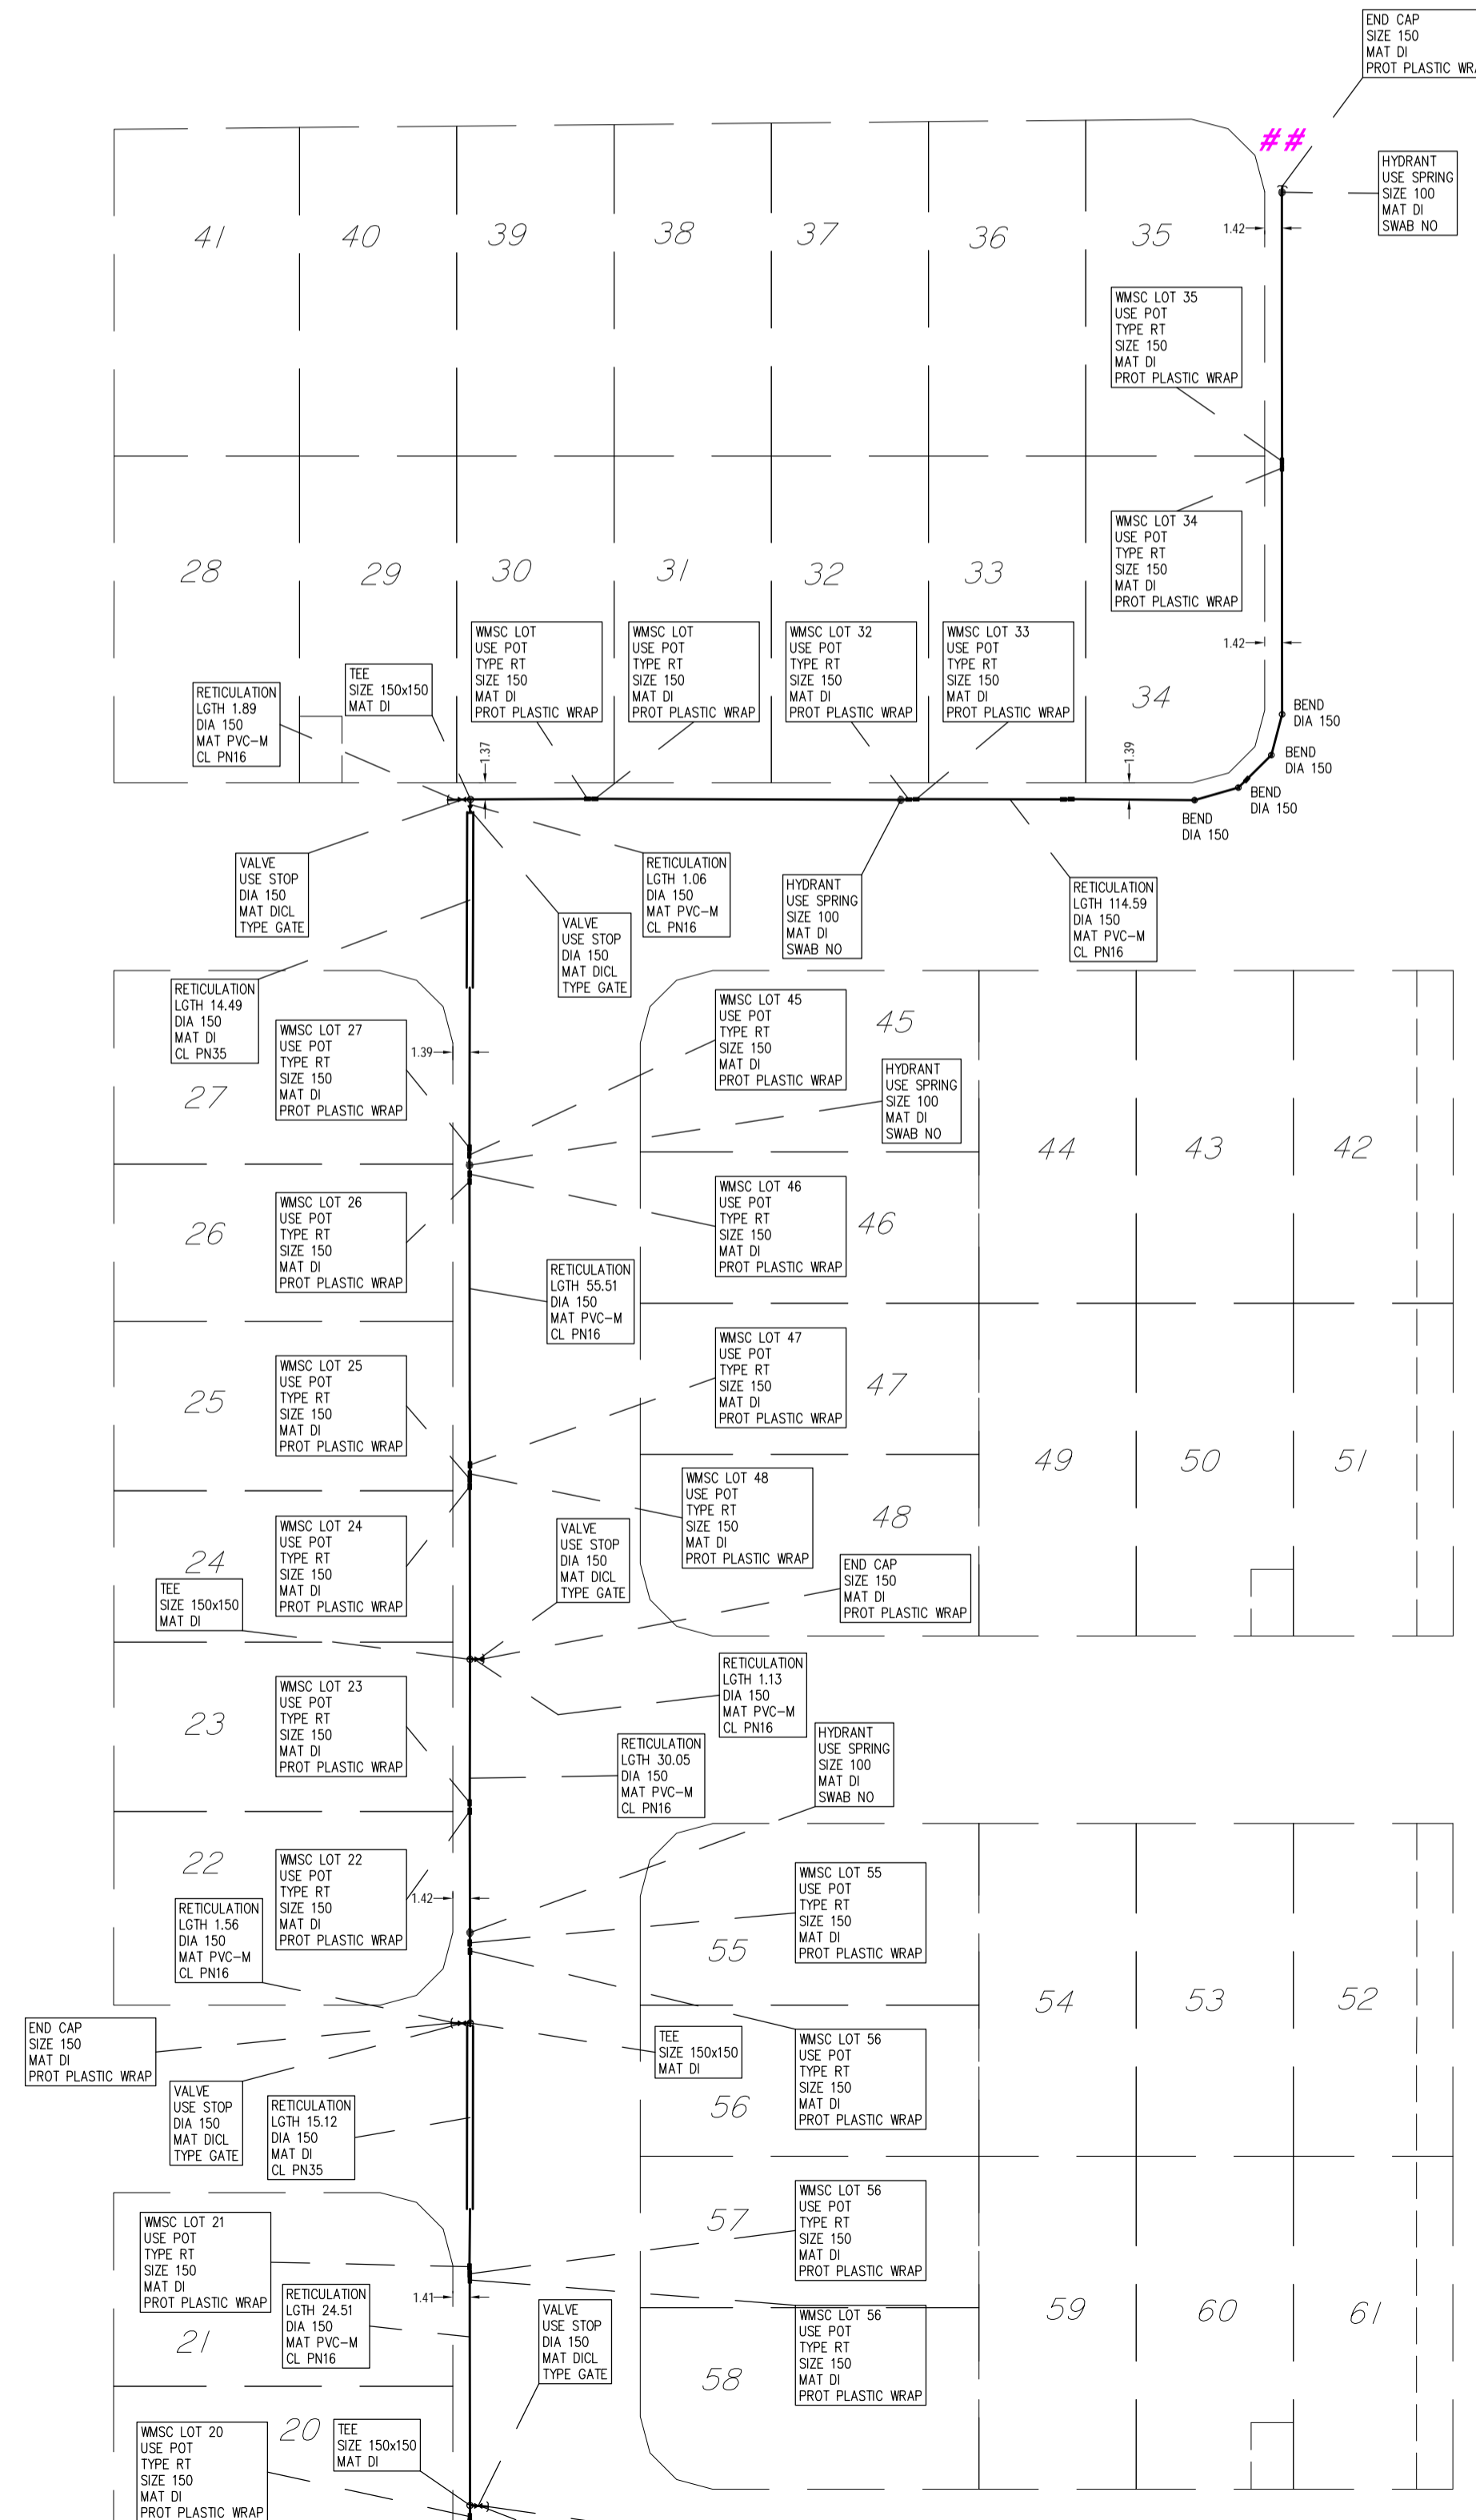 END CAP
SIZE 150
MAT DI
PROT PLASTIC
##
HYDRANT
USE SPRING
SIZE 100
MAT DI
SWAB NO
41
40
39
38
37
36
35
1.42
WMSC LOT 35
USE POT
TYPE RT
SIZE 150
MAT DI
PROT PLASTIC WRAP
WMSC LOT 34
USE POT
TYPE RT
SIZE 150
MAT DI
PROT PLASTIC WRAP
28
29
30
31
32
33
34
1.42
WMSC LOT
USE POT
TYPE RT
SIZE 150
MAT DI
PROT PLASTIC WRAP
WMSC LOT
USE POT
TYPE RT
SIZE 150
MAT DI
PROT PLASTIC WRAP
WMSC LOT 32
USE POT
TYPE RT
SIZE 150
MAT DI
PROT PLASTIC WRAP
WMSC LOT 33
USE POT
TYPE RT
SIZE 150
MAT DI
PROT PLASTIC WRAP
TEE
SIZE 150x150
MAT DI
RETICULATION
LGTH 1.89
DIA 150
MAT PVC-M
CL PN16
1.37
1.39
BEND
DIA 150
BEND
DIA 150
BEND
DIA 150
BEND
DIA 150
VALVE
USE STOP
DIA 150
MAT DICL
TYPE GATE
RETICULATION
LGTH 1.06
DIA 150
MAT PVC-M
CL PN16
HYDRANT
USE SPRING
SIZE 100
MAT DI
SWAB NO
RETICULATION
LGTH 114.59
DIA 150
MAT PVC-M
CL PN16
VALVE
USE STOP
DIA 150
MAT DICL
TYPE GATE
RETICULATION
LGTH 14.49
DIA 150
MAT DI
CL PN35
WMSC LOT 27
USE POT
TYPE RT
SIZE 150
MAT DI
PROT PLASTIC WRAP
1.39
WMSC LOT 45
USE POT
TYPE RT
SIZE 150
MAT DI
PROT PLASTIC WRAP
45
HYDRANT
USE SPRING
SIZE 100
MAT DI
SWAB NO
27
44
43
42
WMSC LOT 26
USE POT
TYPE RT
SIZE 150
MAT DI
PROT PLASTIC WRAP
26
WMSC LOT 46
USE POT
TYPE RT
SIZE 150
MAT DI
PROT PLASTIC WRAP
46
RETICULATION
LGTH 55.51
DIA 150
MAT PVC-M
CL PN16
WMSC LOT 25
USE POT
TYPE RT
SIZE 150
MAT DI
PROT PLASTIC WRAP
25
WMSC LOT 47
USE POT
TYPE RT
SIZE 150
MAT DI
PROT PLASTIC WRAP
47
49
50
51
WMSC LOT 48
USE POT
TYPE RT
SIZE 150
MAT DI
PROT PLASTIC WRAP
48
WMSC LOT 24
USE POT
TYPE RT
SIZE 150
MAT DI
PROT PLASTIC WRAP
24
VALVE
USE STOP
DIA 150
MAT DICL
TYPE GATE
END CAP
SIZE 150
MAT DI
PROT PLASTIC WRAP
TEE
SIZE 150x150
MAT DI
RETICULATION
LGTH 1.13
DIA 150
MAT PVC-M
CL PN16
WMSC LOT 23
USE POT
TYPE RT
SIZE 150
MAT DI
PROT PLASTIC WRAP
23
RETICULATION
LGTH 30.05
DIA 150
MAT PVC-M
CL PN16
HYDRANT
USE SPRING
SIZE 100
MAT DI
SWAB NO
22
WMSC LOT 22
USE POT
TYPE RT
SIZE 150
MAT DI
PROT PLASTIC WRAP
1.42
RETICULATION
LGTH 1.56
DIA 150
MAT PVC-M
CL PN16
WMSC LOT 55
USE POT
TYPE RT
SIZE 150
MAT DI
PROT PLASTIC WRAP
55
54
53
52
END CAP
SIZE 150
MAT DI
PROT PLASTIC WRAP
TEE
SIZE 150x150
MAT DI
WMSC LOT 56
USE POT
TYPE RT
SIZE 150
MAT DI
PROT PLASTIC WRAP
VALVE
USE STOP
DIA 150
MAT DICL
TYPE GATE
RETICULATION
LGTH 15.12
DIA 150
MAT DI
CL PN35
56
WMSC LOT 56
USE POT
TYPE RT
SIZE 150
MAT DI
PROT PLASTIC WRAP
57
WMSC LOT 21
USE POT
TYPE RT
SIZE 150
MAT DI
PROT PLASTIC WRAP
RETICULATION
LGTH 24.51
DIA 150
MAT PVC-M
CL PN16
1.41
VALVE
USE STOP
DIA 150
MAT DICL
TYPE GATE
WMSC LOT 56
USE POT
TYPE RT
SIZE 150
MAT DI
PROT PLASTIC WRAP
59
60
61
21
58
20
TEE
SIZE 150x150
MAT DI
WMSC LOT 20
USE POT
TYPE RT
SIZE 150
MAT DI
PROT PLASTIC WRAP